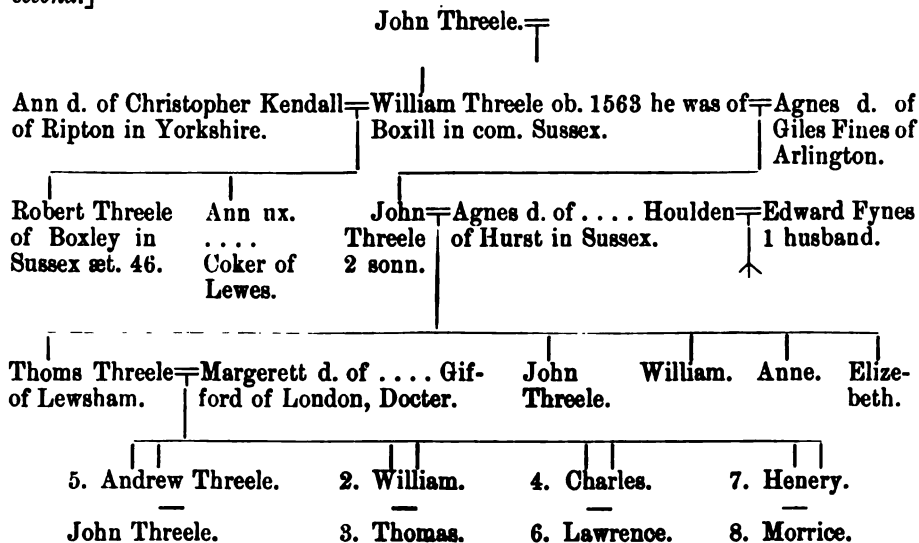 John Threele.
Ann d. of Christopher Kendall=William Threele ob. 1563 he was of=Agnes d. of
of Ripton in Yorkshire. Boxill in com. Sussex. Giles Fines of
Arlington.
Robert Threele Ann ux. John=Agnes d. of .... Houlden=Edward Fynes
of Boxley in .... Threele of Hurst in Sussex. 1 husband.
Sussex æt. 46. Coker of 2 sonn.
Lewes.
Thoms Threele=Margerett d. of .... Gif- John William. Anne. Elize-
of Lewsham. ford of London, Docter. Threele. beth.
5. Andrew Threele. 2. William. 4. Charles. 7. Henery.
John Threele. 3. Thomas. 6. Lawrence. 8. Morrice.